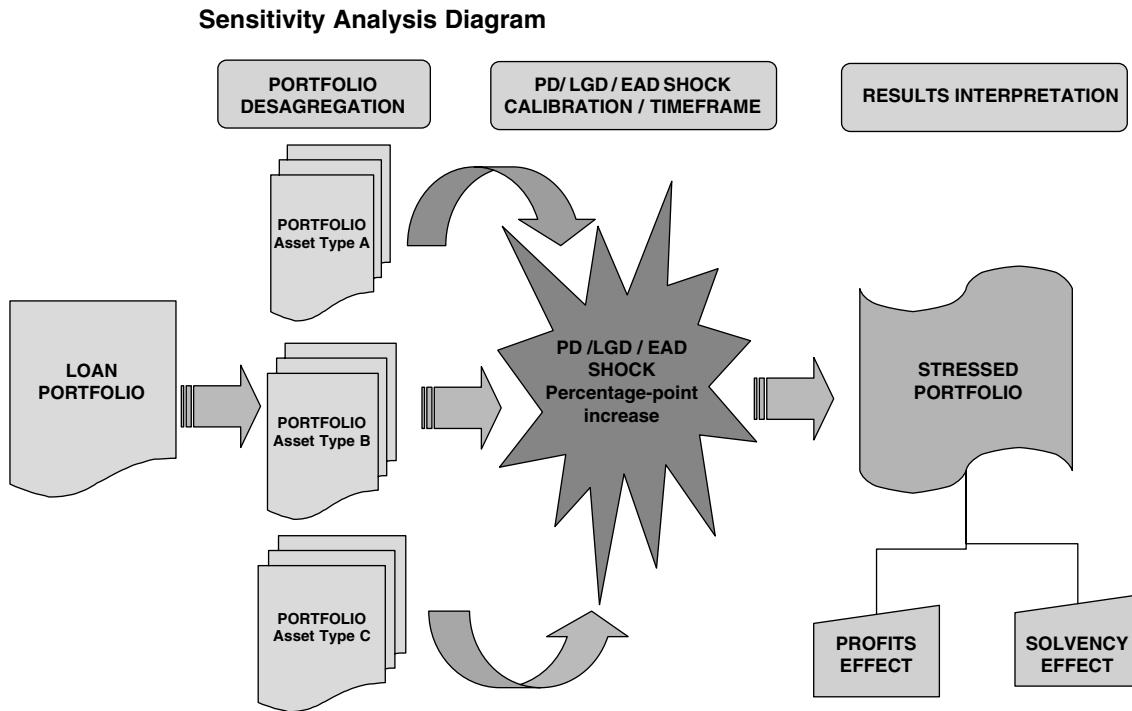 Sensitivity Analysis Diagram
PORTFOLIO
DESAGREGATION
PD/ LGD / EAD SHOCK
CALIBRATION / TIMEFRAME
RESULTS INTERPRETATION
LOAN
PORTFOLIO
PORTFOLIO
Asset Type A
PORTFOLIO
Asset Type B
PORTFOLIO
Asset Type C
PD /LGD / EAD
SHOCK
Percentage-point
increase
STRESSED
PORTFOLIO
PROFITS
EFFECT
SOLVENCY
EFFECT